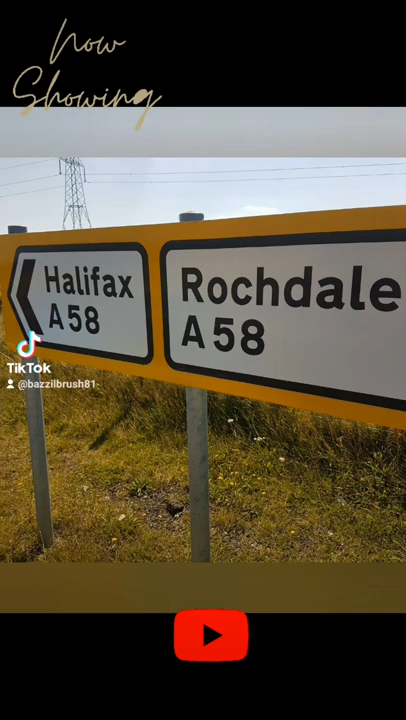 Now
Showing
Halifax
A58
Rochdale
A58
TikTok
@bazzilbrush81-